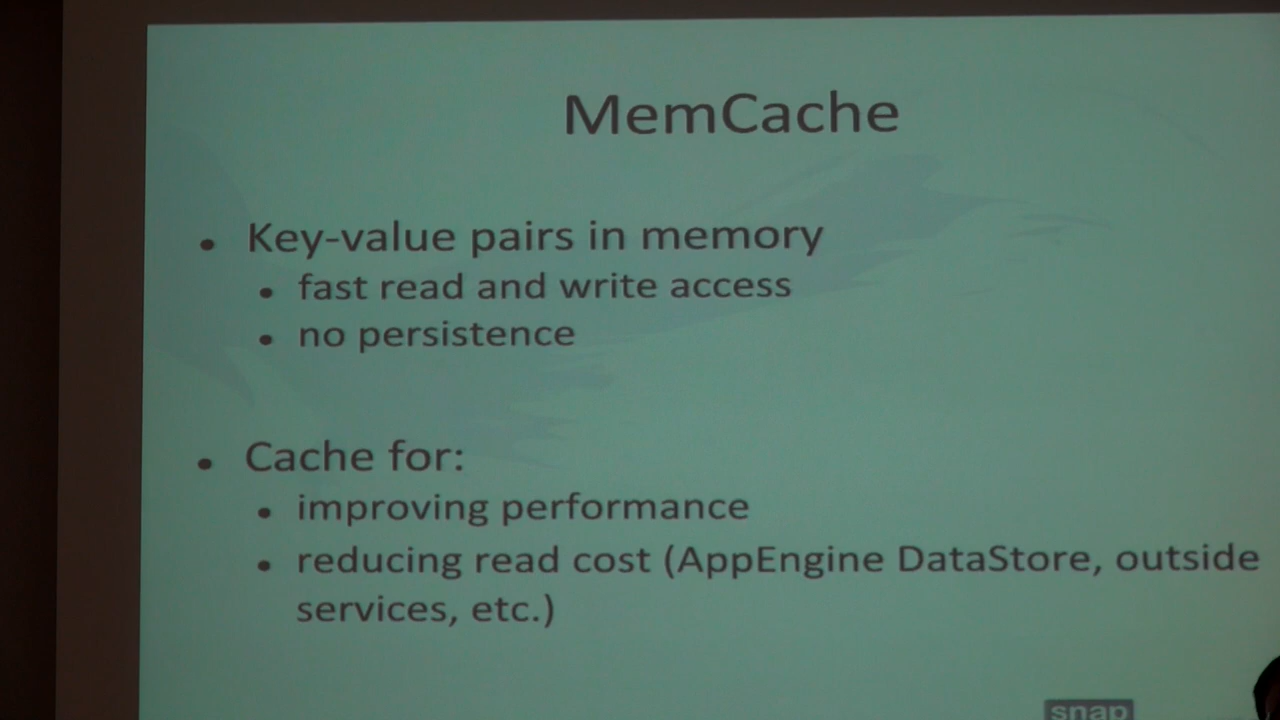 MemCache
• Key-value pairs in memory
• fast read and write access
• no persistence
• Cache for:
• improving performance
• reducing read cost (AppEngine DataStore, outside
services, etc.)
snap